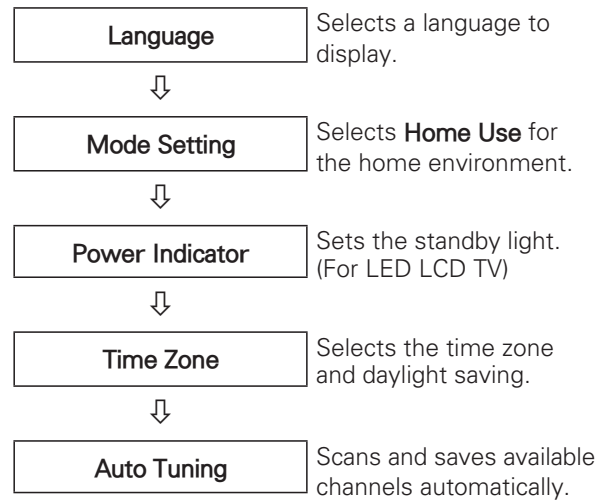 Language
Selects a language to
display.
Mode Setting
Selects Home Use for
the home environment.
Power Indicator
Sets the standby light.
(For LED LCD TV)
Time Zone
Selects the time zone
and daylight saving.
Auto Tuning
Scans and saves available
channels automatically.